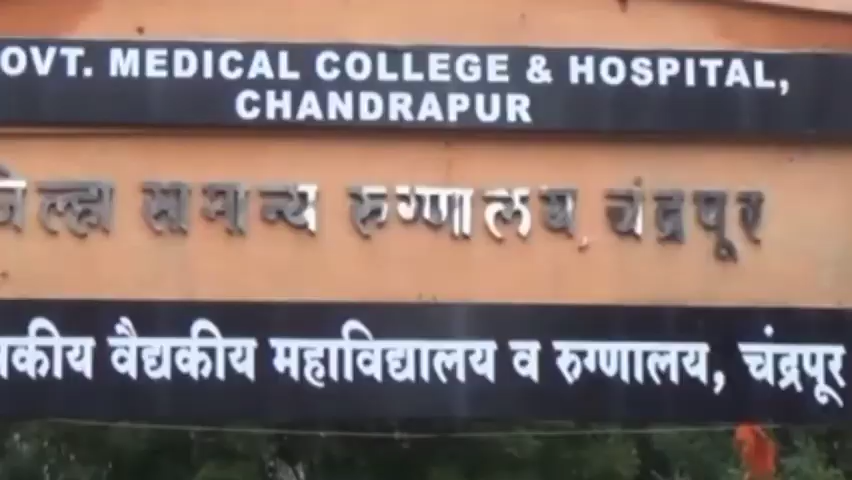 OVT. MEDICAL COLLEGE & HOSPITAL,
CHANDRAPUR
जिल्हा सामान्य रुग्णालय, चंद्रपूर
कीय वैद्यकीय महाविद्यालय व रुग्णालय, चंद्रपूर